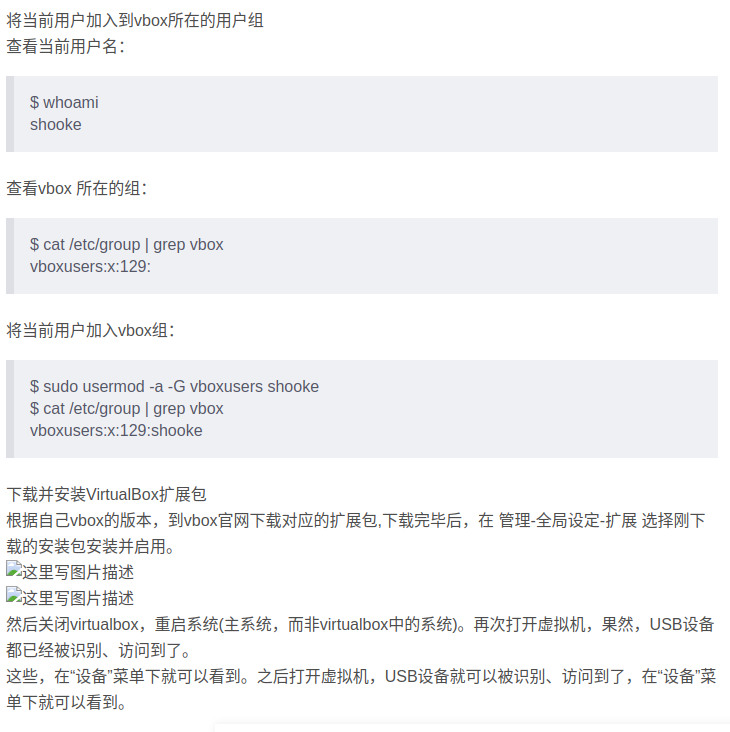 将当前用户加入到vbox所在的用户组
查看当前用户名：
$ whoami
shooke
查看vbox 所在的组：
$ cat /etc/group | grep vbox
vboxusers:x:129:
将当前用户加入vbox组：
$ sudo usermod -a -G vboxusers shooke
$ cat /etc/group | grep vbox
vboxusers:x:129:shooke
下载并安装VirtualBox扩展包
根据自己vbox的版本，到vbox官网下载对应的扩展包,下载完毕后，在 管理-全局设定-扩展 选择刚下
载的安装包安装并启用。
这里写图片描述
这里写图片描述
然后关闭virtualbox，重启系统(主系统，而非virtualbox中的系统)。再次打开虚拟机，果然，USB设备
都已经被识别、访问到了。
这些，在“设备”菜单下就可以看到。之后打开虚拟机，USB设备就可以被识别、访问到了，在“设备”菜
单下就可以看到。